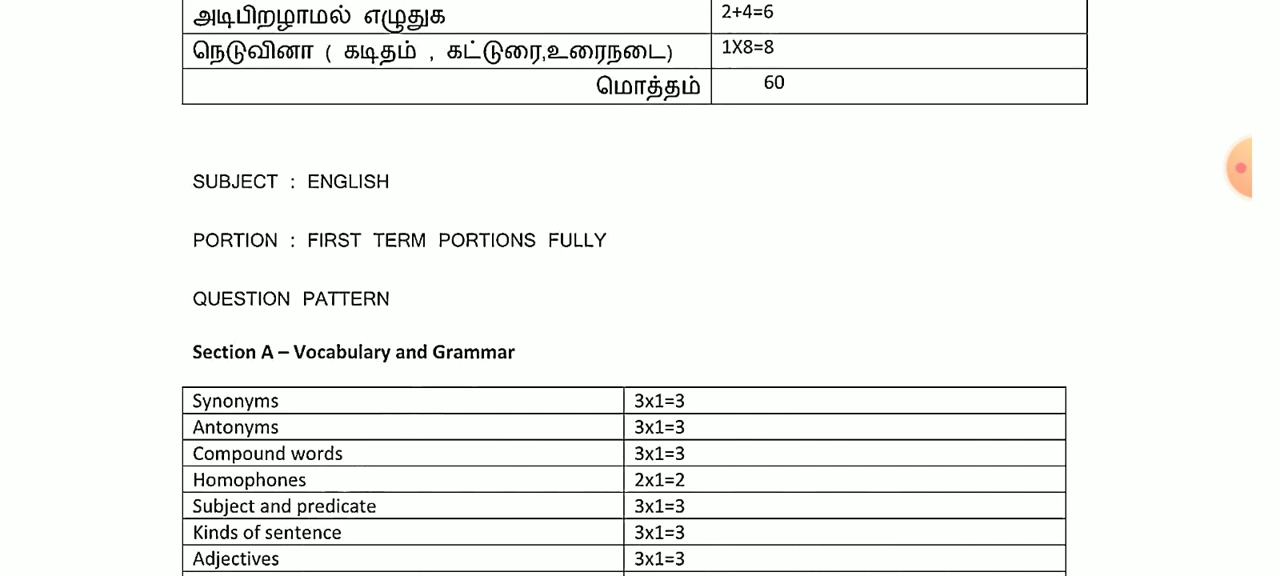 அடிபிறழாமல் எழுதுக 2+4=6
நெடுவினா ( கடிதம் , கட்டுரை,உரைநடை) 1X8=8
மொத்தம் 60
SUBJECT : ENGLISH
PORTION : FIRST TERM PORTIONS FULLY
QUESTION PATTERN
Section A – Vocabulary and Grammar
Synonyms 3x1=3
Antonyms 3x1=3
Compound words 3x1=3
Homophones 2x1=2
Subject and predicate 3x1=3
Kinds of sentence 3x1=3
Adjectives 3x1=3